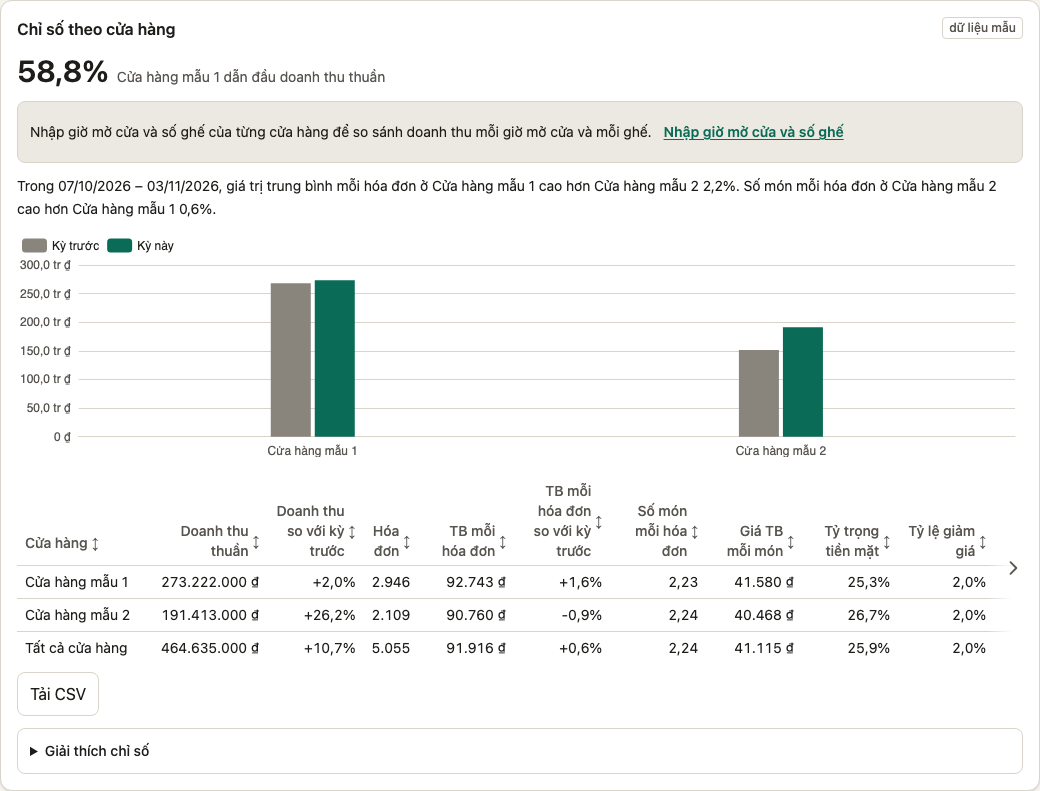 Chỉ số theo cửa hàng
dữ liệu mẫu
58,8% Cửa hàng mẫu 1 dẫn đầu doanh thu thuần
Nhập giờ mở cửa và số ghế của từng cửa hàng để so sánh doanh thu mỗi giờ mở cửa và mỗi ghế. Nhập giờ mở cửa và số ghế
Trong 07/10/2026 – 03/11/2026, giá trị trung bình mỗi hóa đơn ở Cửa hàng mẫu 1 cao hơn Cửa hàng mẫu 2 2,2%. Số món mỗi hóa đơn ở Cửa hàng mẫu 2
cao hơn Cửa hàng mẫu 1 0,6%.
Kỳ trước Kỳ này
300,0 tr ₫
250,0 tr ₫
200,0 tr ₫
150,0 tr ₫
100,0 tr ₫
50,0 tr ₫
0 ₫
Cửa hàng mẫu 1 Cửa hàng mẫu 2
Cửa hàng
Doanh thu
thuần
Doanh thu
so với kỳ
trước
Hóa
đơn
TB mỗi
hóa đơn
TB mỗi
hóa đơn
so với kỳ
trước
Số món
mỗi hóa
đơn
Giá TB
mỗi món
Tỷ trọng
tiền mặt
Tỷ lệ giảm
giá
Cửa hàng mẫu 1 273.222.000 ₫ +2,0% 2.946 92.743 ₫ +1,6% 2,23 41.580 ₫ 25,3% 2,0%
Cửa hàng mẫu 2 191.413.000 ₫ +26,2% 2.109 90.760 ₫ -0,9% 2,24 40.468 ₫ 26,7% 2,0%
Tất cả cửa hàng 464.635.000 ₫ +10,7% 5.055 91.916 ₫ +0,6% 2,24 41.115 ₫ 25,9% 2,0%
Tải CSV
Giải thích chỉ số